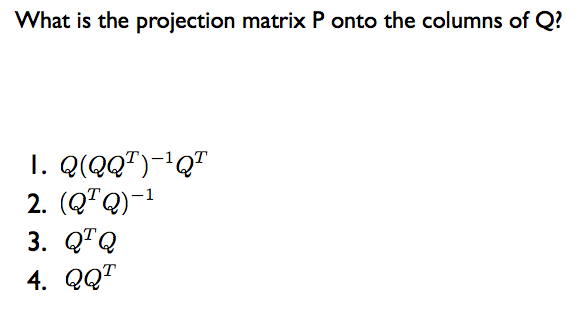 What is the projection matrix P onto the columns of Q?
1. Q(QQ^T)^{-1}Q^T
2. (Q^TQ)^{-1}
3. Q^TQ
4. QQ^T